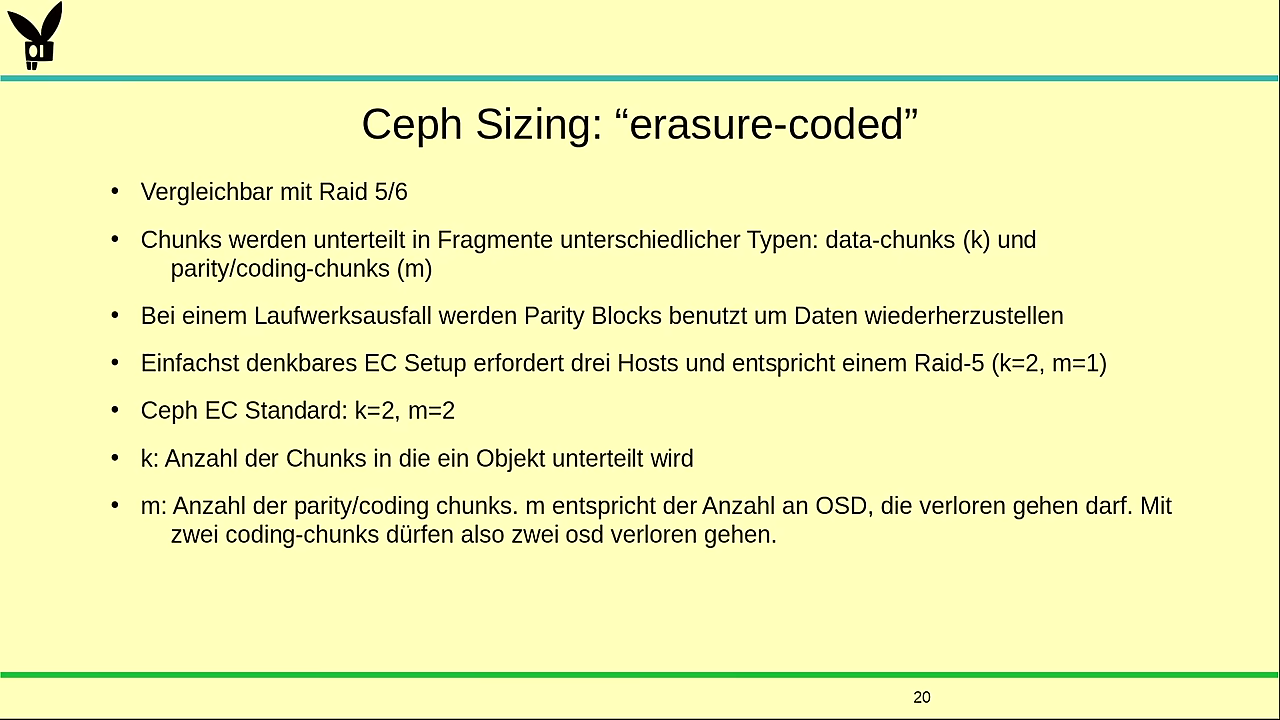 Ceph Sizing: “erasure-coded”
• Vergleichbar mit Raid 5/6
• Chunks werden unterteilt in Fragmente unterschiedlicher Typen: data-chunks (k) und
parity/coding-chunks (m)
• Bei einem Laufwerksausfall werden Parity Blocks benutzt um Daten wiederherzustellen
• Einfachst denkbares EC Setup erfordert drei Hosts und entspricht einem Raid-5 (k=2, m=1)
• Ceph EC Standard: k=2, m=2
• k: Anzahl der Chunks in die ein Objekt unterteilt wird
• m: Anzahl der parity/coding chunks. m entspricht der Anzahl an OSD, die verloren gehen darf. Mit
zwei coding-chunks dürfen also zwei osd verloren gehen.
20